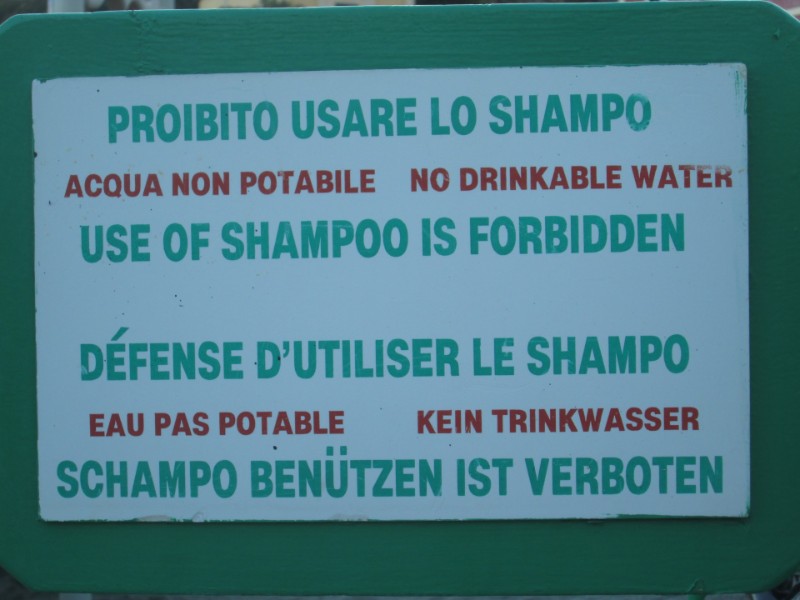 PROIBITO USARE LO SHAMPO
ACQUA NON POTABILE NO DRINKABLE WATER
USE OF SHAMPOO IS FORBIDDEN
DÉFENSE D'UTILISER LE SHAMPO
EAU PAS POTABLE KEIN TRINKWASSER
SCHAMPO BENÜTZEN IST VERBOTEN